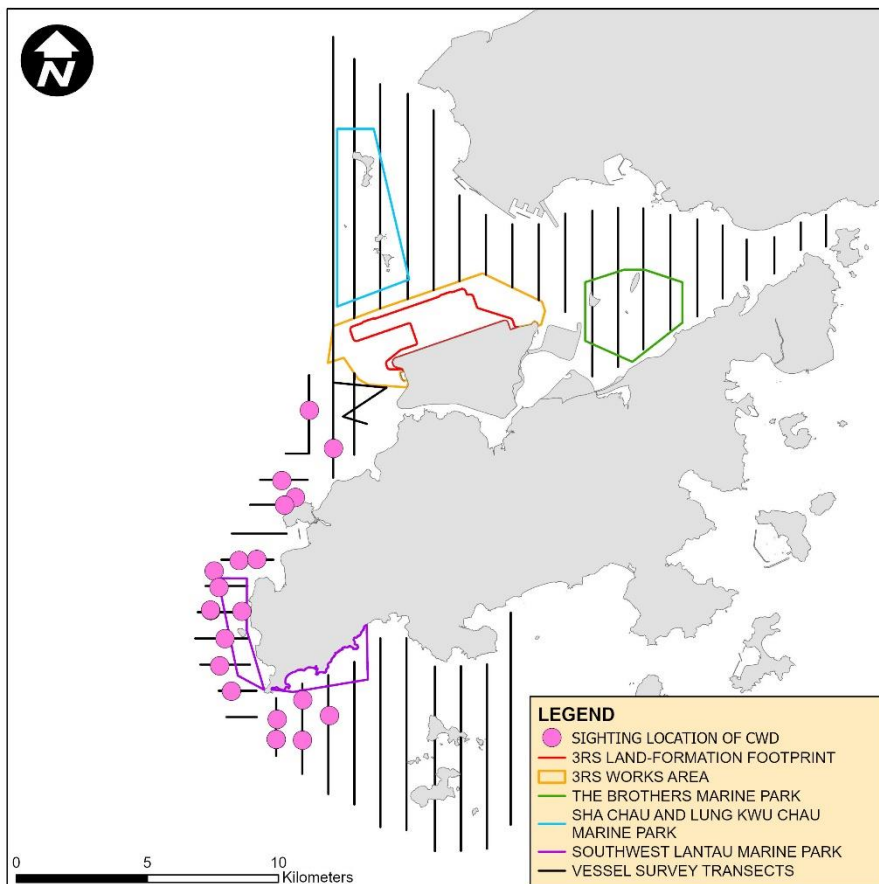 N
LEGEND
SIGHTING LOCATION OF CWD
3RS LAND-FORMATION FOOTPRINT
3RS WORKS AREA
THE BROTHERS MARINE PARK
SHA CHAU AND LUNG KWU CHAU
MARINE PARK
SOUTHWEST LANTAU MARINE PARK
VESSEL SURVEY TRANSECTS
0 5 10
Kilometers